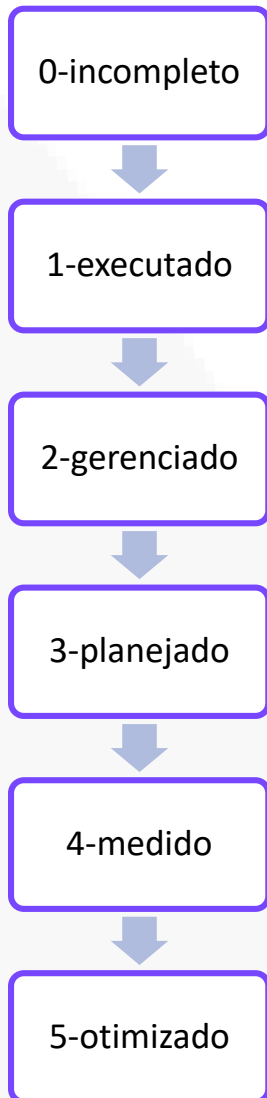 0-incompleto
1-executado
2-gerenciado
3-planejado
4-medido
5-otimizado